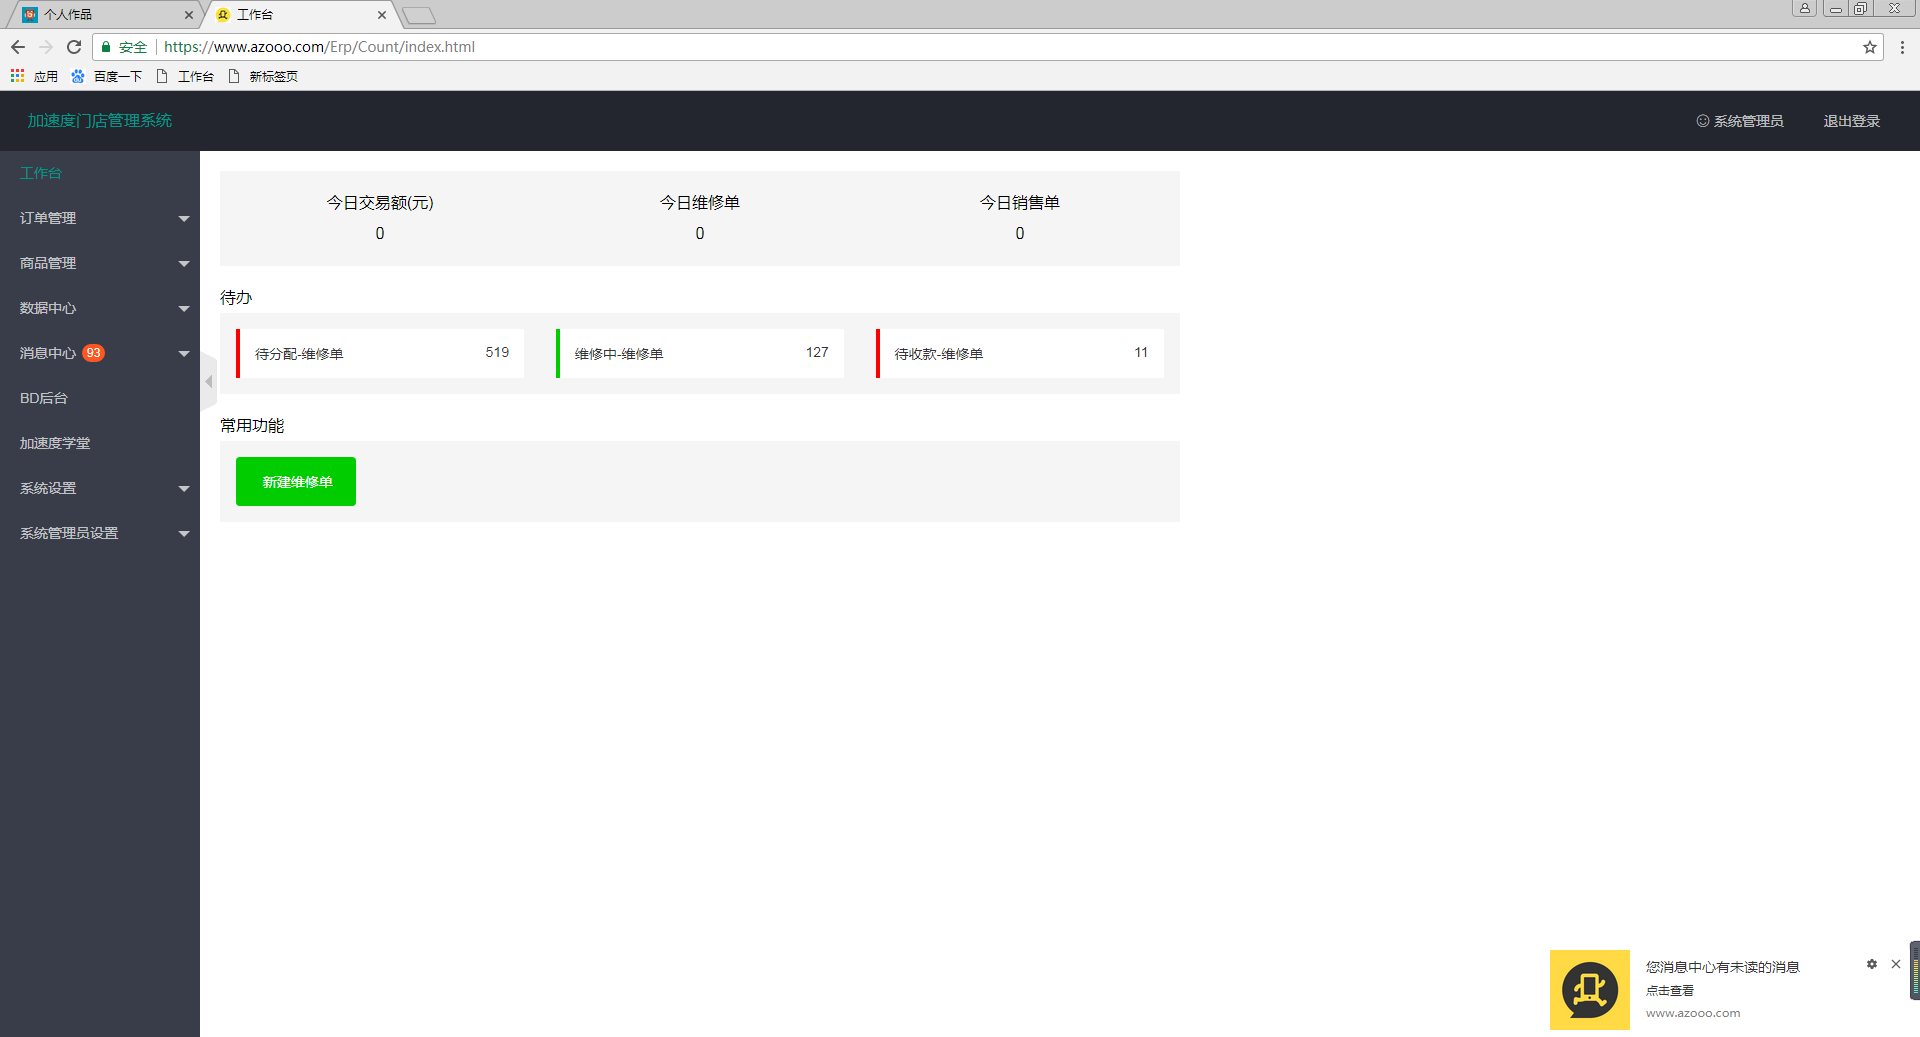 个人作品
工作台
安全 https://www.azooo.com/Erp/Count/index.html
应用 百度一下 工作台 新标签页
加速度门店管理系统
系统管理员 退出登录
工作台
订单管理
商品管理
数据中心
消息中心 93
BD后台
加速度学堂
系统设置
系统管理员设置
今日交易额(元) 今日维修单 今日销售单
0 0 0
待办
待分配-维修单 519 维修中-维修单 127 待收款-维修单 11
常用功能
新建维修单
您消息中心有未读的消息
点击查看
www.azooo.com